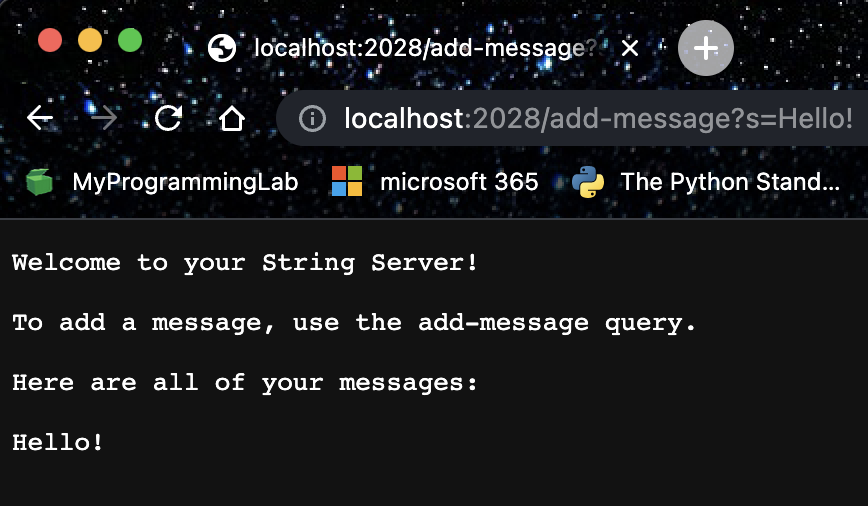 localhost:2028/add-message?
localhost:2028/add-message?s=Hello!
MyProgrammingLab microsoft 365 The Python Stand...
Welcome to your String Server!
To add a message, use the add-message query.
Here are all of your messages:
Hello!